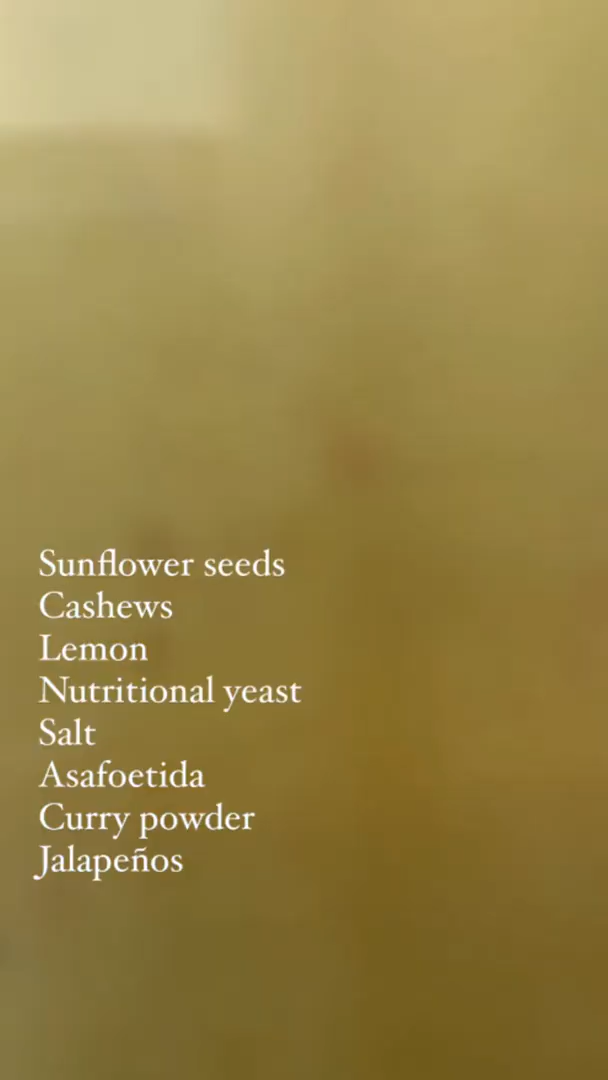 Sunflower seeds
Cashews
Lemon
Nutritional yeast
Salt
Asafoetida
Curry powder
Jalapeños